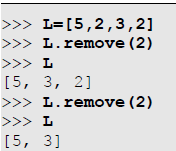 >>> L=[5,2,3,2]
>>> L.remove(2)
>>> L
[5, 3, 2]
>>> L.remove(2)
>>> L
[5, 3]